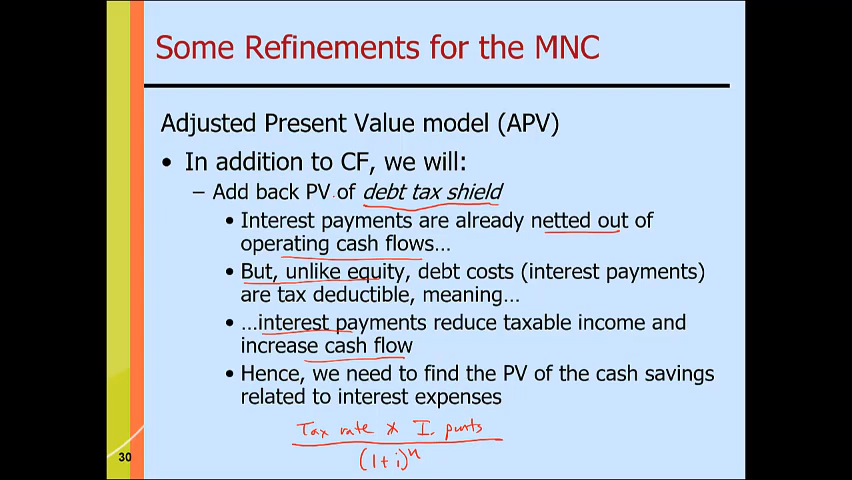 Some Refinements for the MNC
Adjusted Present Value model (APV)
• In addition to CF, we will:
– Add back PV of debt tax shield
• Interest payments are already netted out of
operating cash flows…
• But, unlike equity, debt costs (interest payments)
are tax deductible, meaning…
• …interest payments reduce taxable income and
increase cash flow
• Hence, we need to find the PV of the cash savings
related to interest expenses
Tax rate × I. pmts
(1+i)^n
30